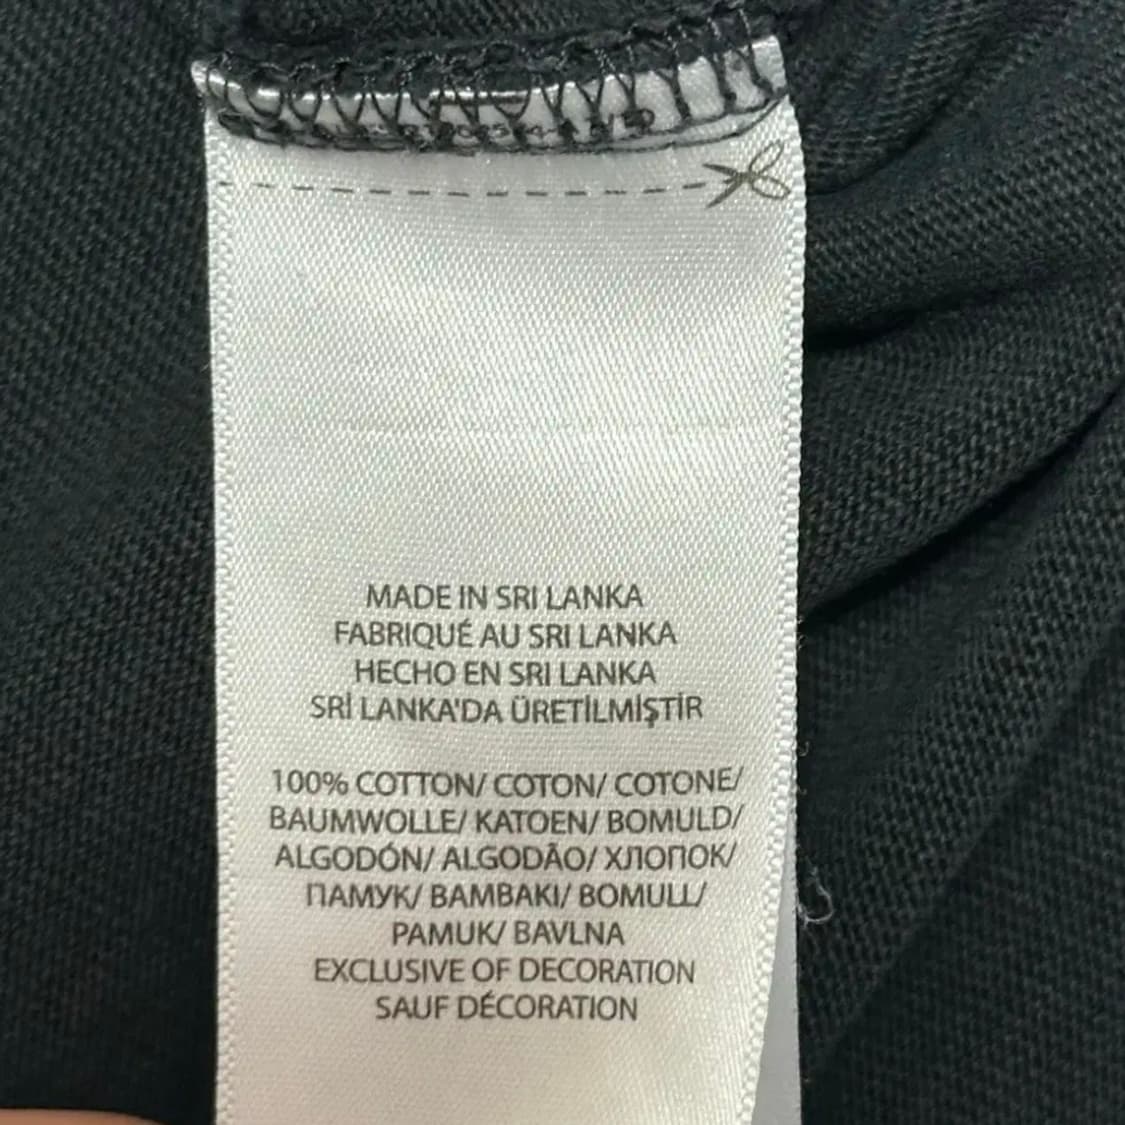 MADE IN SRI LANKA
FABRIQUÉ AU SRI LANKA
HECHO EN SRI LANKA
SRİ LANKA'DA ÜRETİLMİŞTİR
100% COTTON/ COTON/ COTONE/
BAUMWOLLE/ KATOEN/ BOMULD/
ALGODÓN/ ALGODÃO/ ХЛОПОК/
ПАМУК/ BAMBAKI/ BOMULL/
PAMUK/ BAVLNA
EXCLUSIVE OF DECORATION
SAUF DÉCORATION